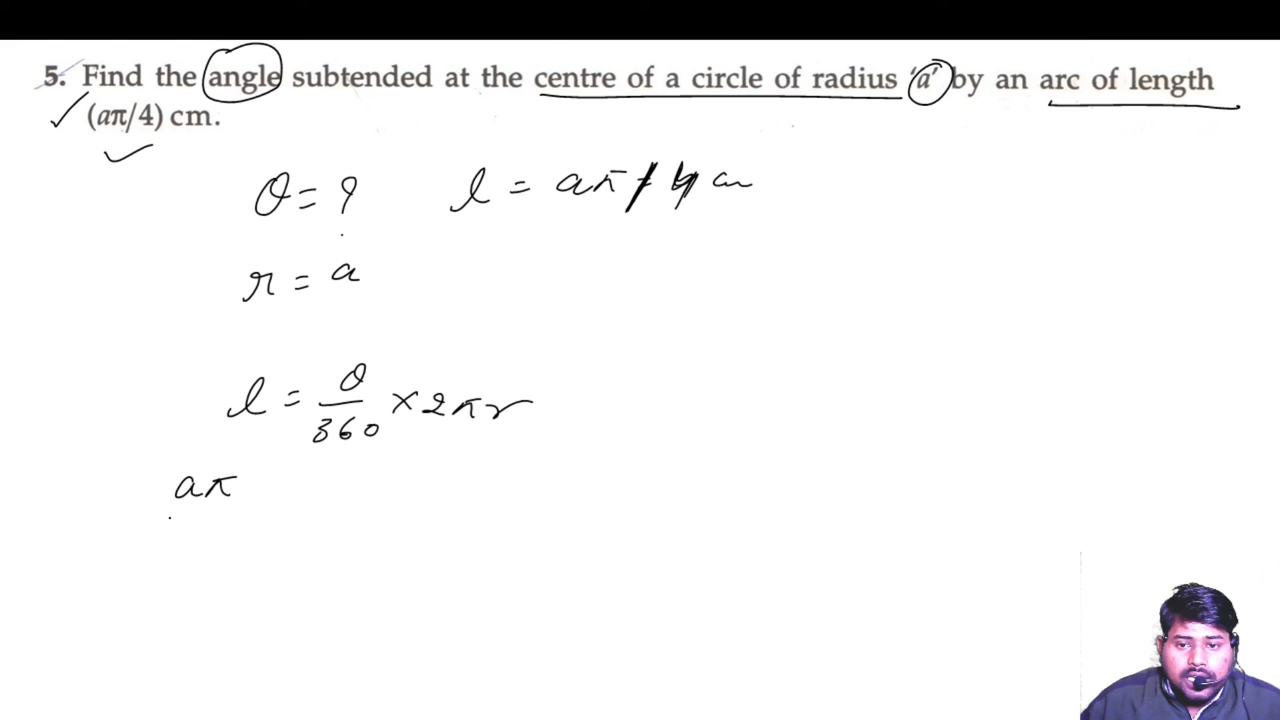 5. Find the angle subtended at the centre of a circle of radius 'a' by an arc of length
(aπ/4) cm.
θ = ? l = aπ/4 cm
r = a
l = θ/360 × 2πr
aπ